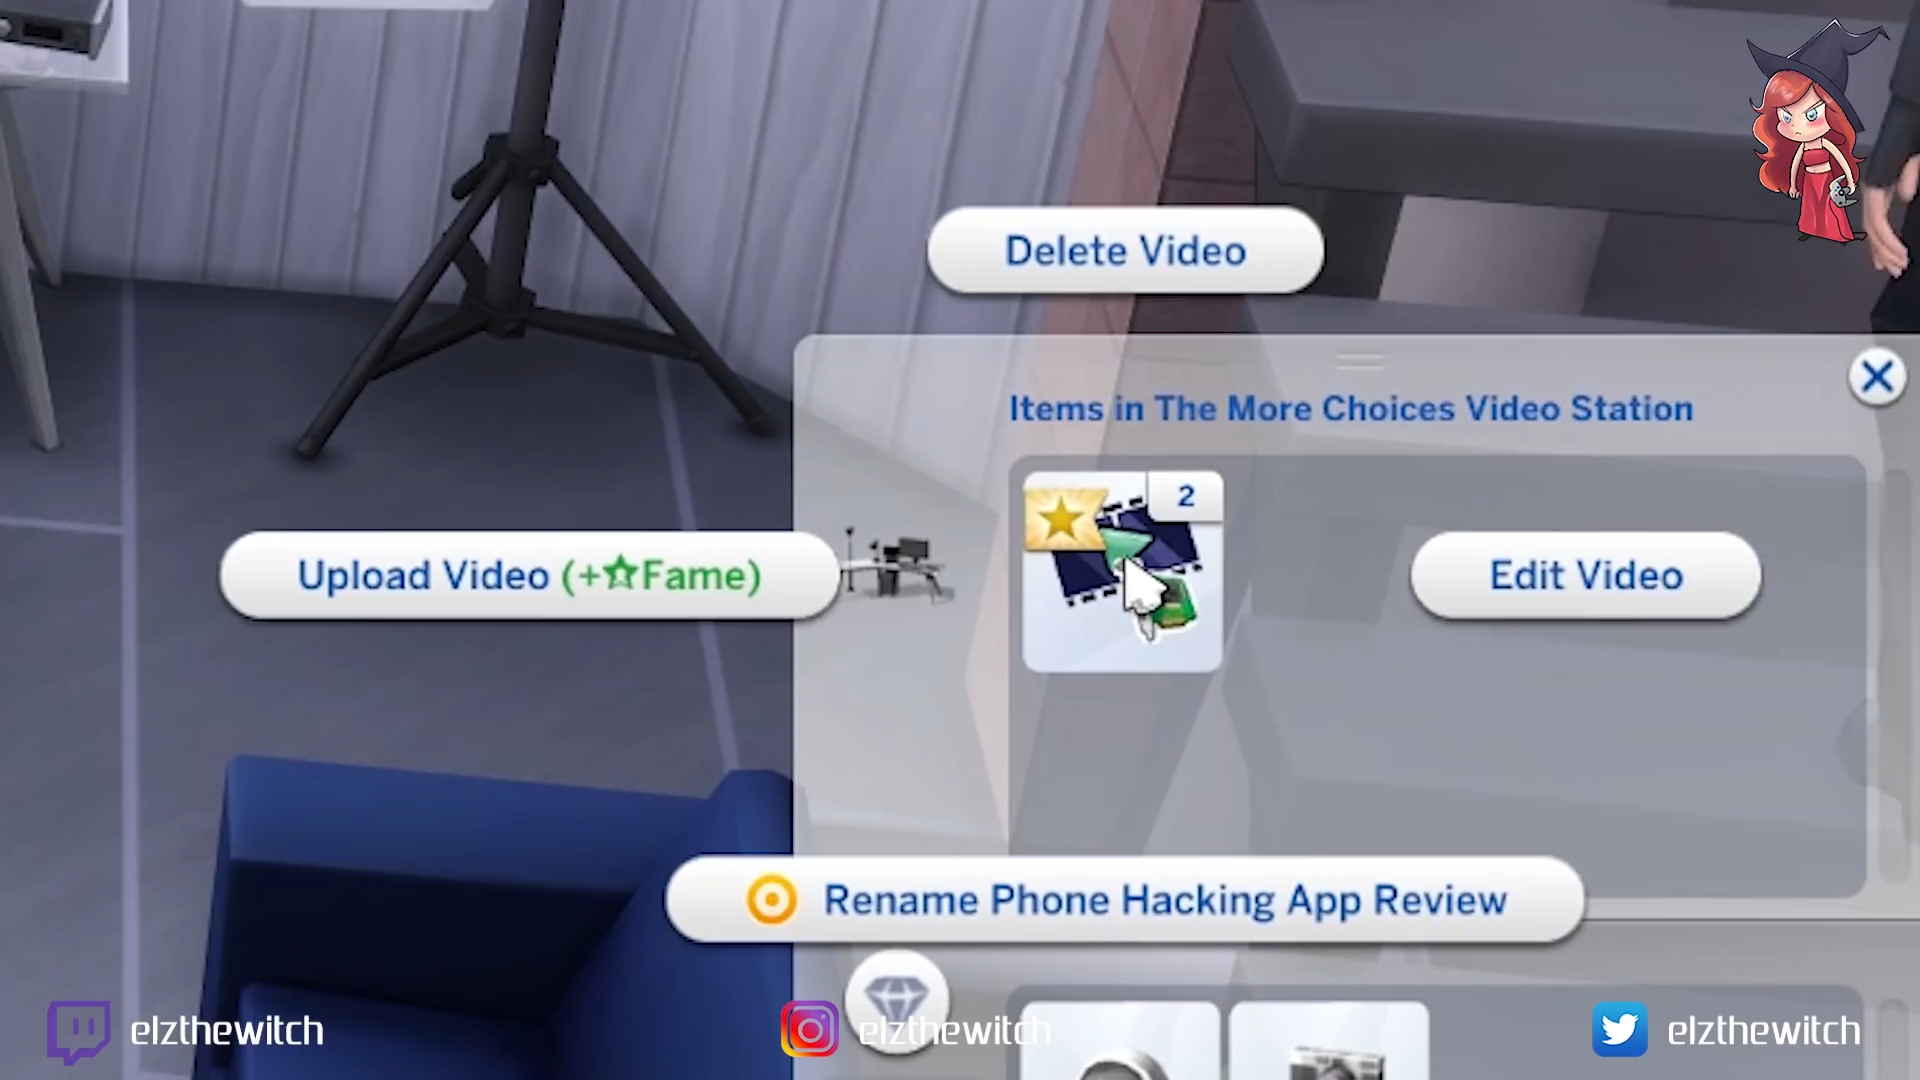 Delete Video
Items in The More Choices Video Station
2
Upload Video (+☆Fame)
Edit Video
Rename Phone Hacking App Review
elzthewitch
elzthewitch
elzthewitch